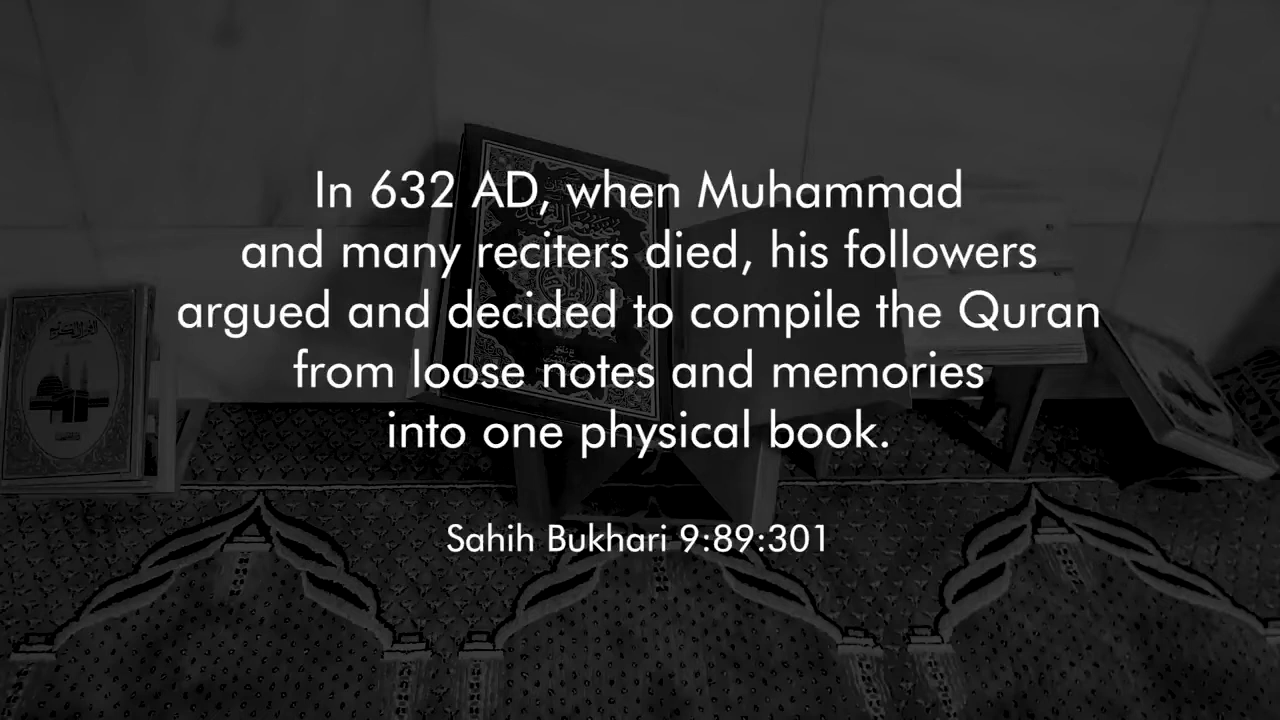 In 632 AD, when Muhammad
and many reciters died, his followers
argued and decided to compile the Quran
from loose notes and memories
into one physical book.
Sahih Bukhari 9:89:301